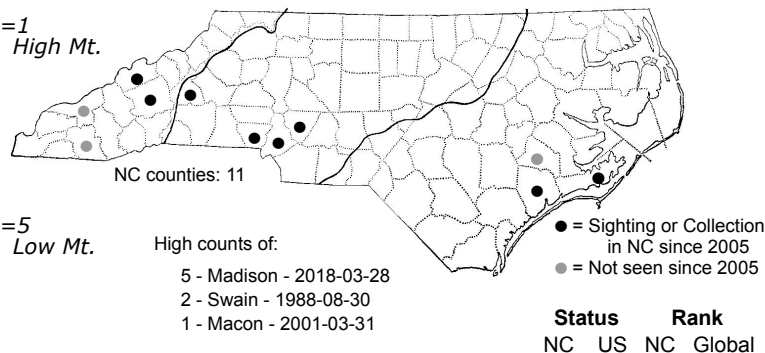 =1
High Mt.
NC counties: 11
=5
Low Mt.
High counts of:
5 - Madison - 2018-03-28
2 - Swain - 1988-08-30
1 - Macon - 2001-03-31
= Sighting or Collection
in NC since 2005
= Not seen since 2005
Status Rank
NC US NC Global